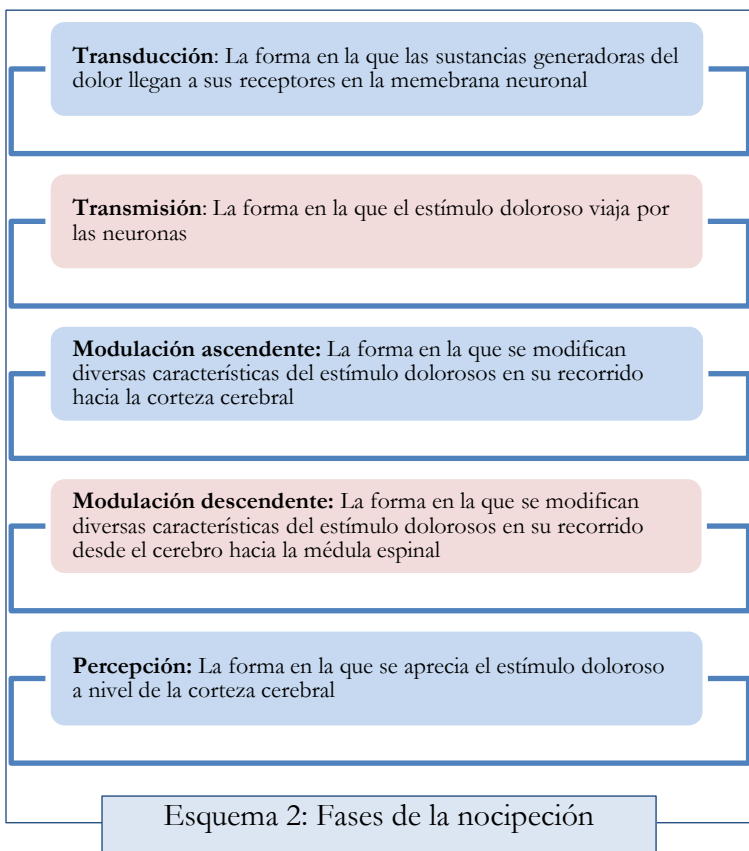 Transducción: La forma en la que las sustancias generadoras del
dolor llegan a sus receptores en la memebrana neuronal
Transmisión: La forma en la que el estímulo doloroso viaja por
las neuronas
Modulación ascendente: La forma en la que se modifican
diversas características del estímulo dolorosos en su recorrido
hacia la corteza cerebral
Modulación descendente: La forma en la que se modifican
diversas características del estímulo dolorosos en su recorrido
desde el cerebro hacia la médula espinal
Percepción: La forma en la que se aprecia el estímulo doloroso
a nivel de la corteza cerebral
Esquema 2: Fases de la nocipeción